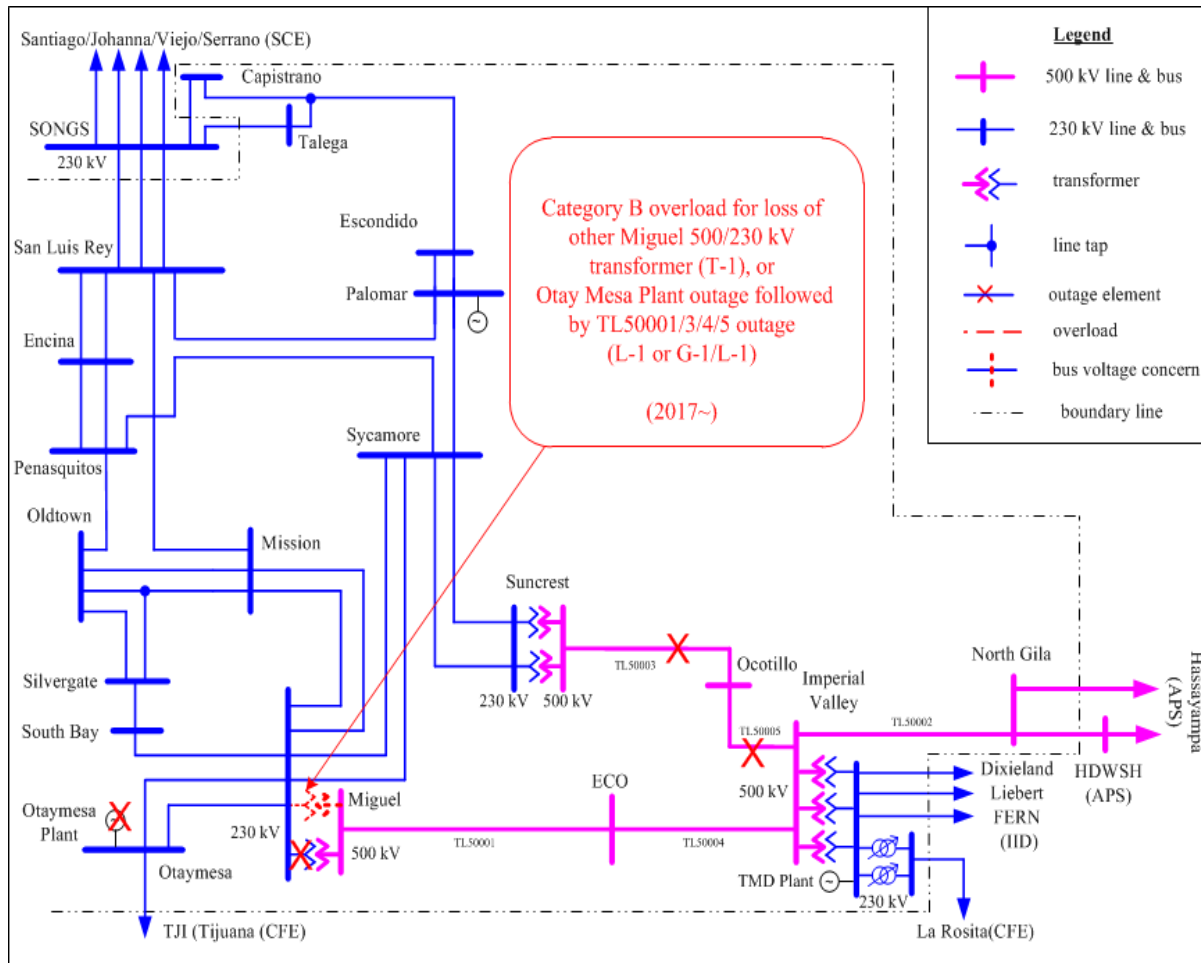 Santiago/Johanna/Viejo/Serrano (SCE)
Capistrano
SONGS
Talega
230 kV
Escondido
San Luis Rey
Palomar
~
Encina
Sycamore
Penasquitos
Oldtown
Mission
Suncrest
Silvergate
230 kV
500 kV
South Bay
Otaymesa
Plant
~
Otaymesa
Miguel
230 kV
500 kV
TJI (Tijuana (CFE)
Category B overload for loss of
other Miguel 500/230 kV
transformer (T-1), or
Otay Mesa Plant outage followed
by TL50001/3/4/5 outage
(L-1 or G-1/L-1)
(2017~)
TL50003
Ocotillo
TL50005
Imperial
Valley
TL50002
North Gila
Hassayampa
(APS)
HDWSH
(APS)
ECO
TL50001
TL50004
500 kV
Dixieland
Liebert
FERN
(IID)
TMD Plant
~
230 kV
La Rosita(CFE)
Legend
500 kV line & bus
230 kV line & bus
transformer
line tap
outage element
overload
bus voltage concern
boundary line